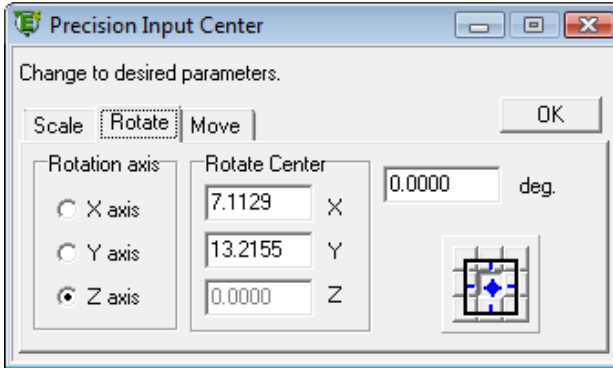 Precision Input Center
Change to desired parameters.
OK
Scale Rotate Move
Rotation axis
X axis
Y axis
Z axis
Rotate Center
7.1129 X
13.2155 Y
0.0000 Z
0.0000 deg.